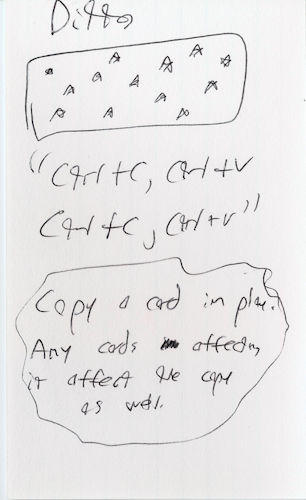 Ditto
"Ctrl+C, Ctrl+V
Ctrl+C, Ctrl+V"
Copy a card in play.
Any cards affecting
it affect the copy
as well.